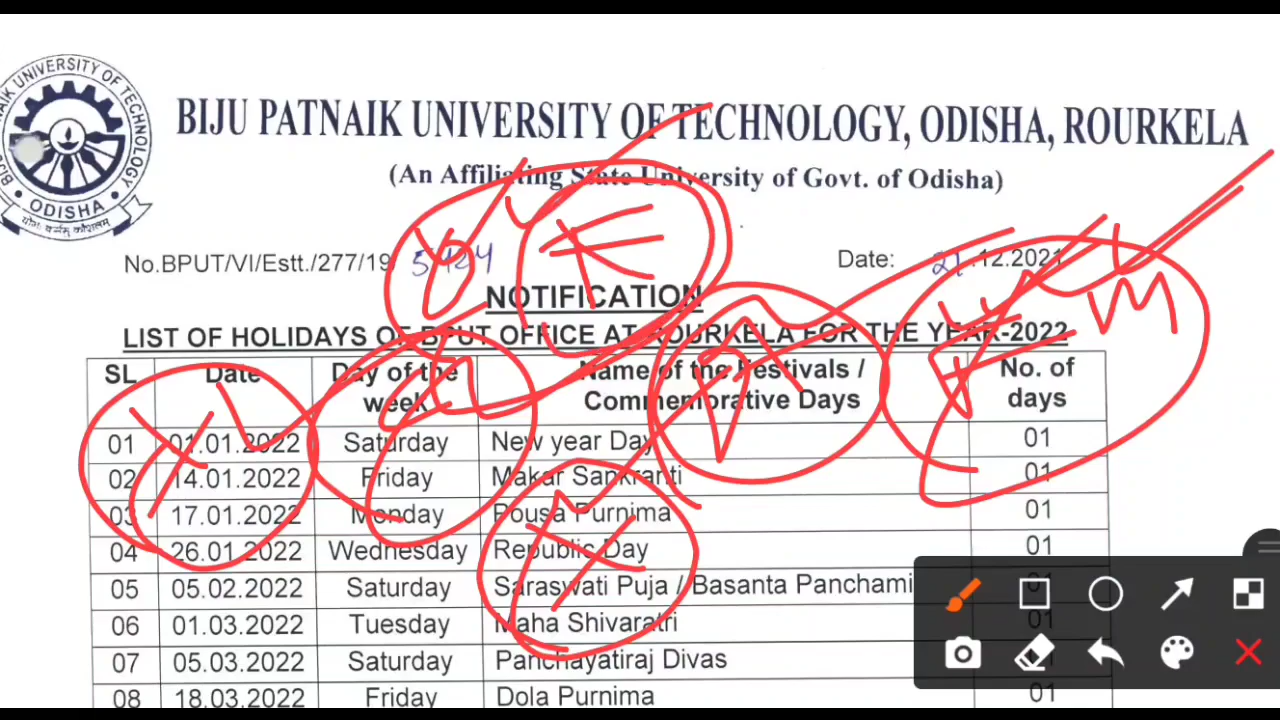 BIJU PATNAIK UNIVERSITY OF TECHNOLOGY, ODISHA, ROURKELA
(An Affiliating State University of Govt. of Odisha)
No.BPUT/VI/Estt./277/19/ 5424 Date: .12.2021
NOTIFICATION
LIST OF HOLIDAYS OF BPUT OFFICE AT ROURKELA FOR THE YEAR-2022
SL Date Day of the week Name of the Festivals / Commemorative Days No. of days
01 01.01.2022 Saturday New year Day 01
02 14.01.2022 Friday Makar Sankranti 01
03 17.01.2022 Monday Pousa Purnima 01
04 26.01.2022 Wednesday Republic Day 01
05 05.02.2022 Saturday Saraswati Puja / Basanta Panchami 01
06 01.03.2022 Tuesday Maha Shivaratri 01
07 05.03.2022 Saturday Panchayatiraj Divas
08 18.03.2022 Friday Dola Purnima 01